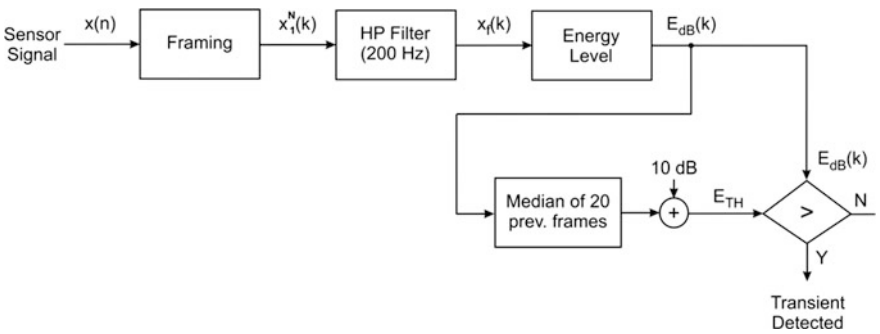 Sensor
Signal
x(n)
Framing
x₁ᴺ(k)
HP Filter
(200 Hz)
x_f(k)
Energy
Level
E_dB(k)
E_dB(k)
10 dB
Median of 20
prev. frames
+
E_TH
>
N
Y
Transient
Detected